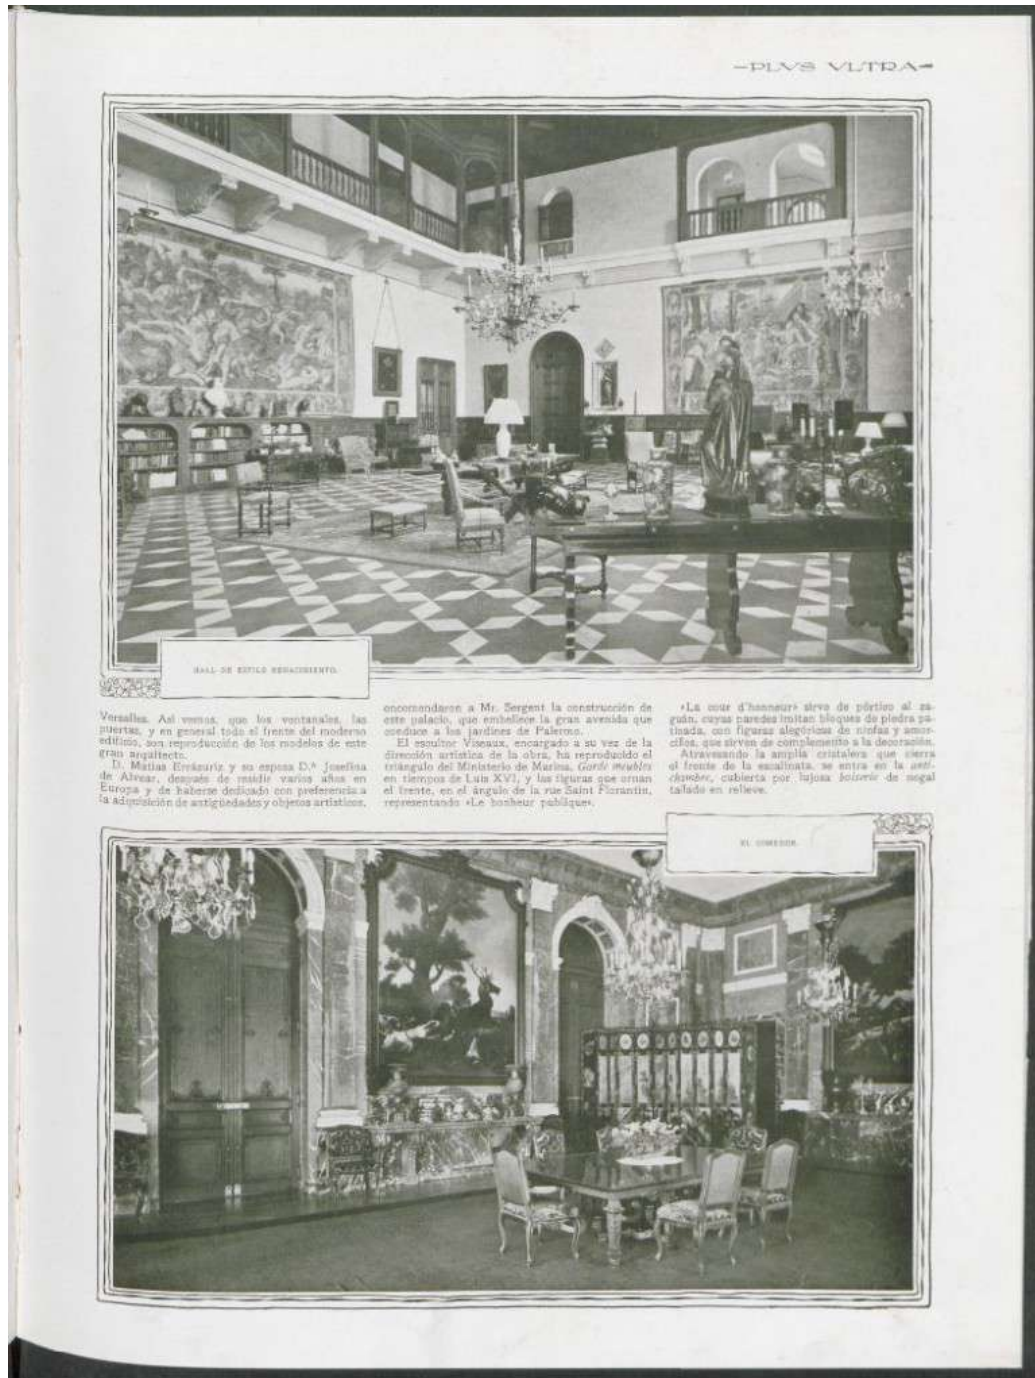 —PLVS VLTRA—
HALL DE ESTILO RENACIMIENTO.
Versalles. Así vemos, que los ventanales, las
puertas, y en general todo el frente del moderno
edificio, son reproducción de los modelos de este
gran arquitecto.
D. Matías Errázuriz y su esposa D.ª Josefina
de Alvear, después de residir varios años en
Europa y de haberse dedicado con preferencia a
la adquisición de antigüedades y objetos artísticos,
encomendaron a Mr. Sergent la construcción de
este palacio, que embellece la gran avenida que
conduce a los jardines de Palermo.
El escultor Viseaux, encargado a su vez de la
dirección artística de la obra, ha reproducido el
triángulo del Ministerio de Marina, Garde meubles
en tiempos de Luis XVI, y las figuras que ornan
el frente, en el ángulo de la rue Saint Florantin,
representando «Le bonheur publique».
«La cour d'honneur» sirve de pórtico al za-
guán, cuyas paredes imitan bloques de piedra pa-
tinada, con figuras alegóricas de ninfas y amor-
cillos, que sirven de complemento a la decoración.
Atravesando la amplia cristalera que cierra
el frente de la escalinata, se entra en la anti-
chambre, cubierta por lujosa boiserie de nogal
tallado en relieve.
EL COMEDOR.